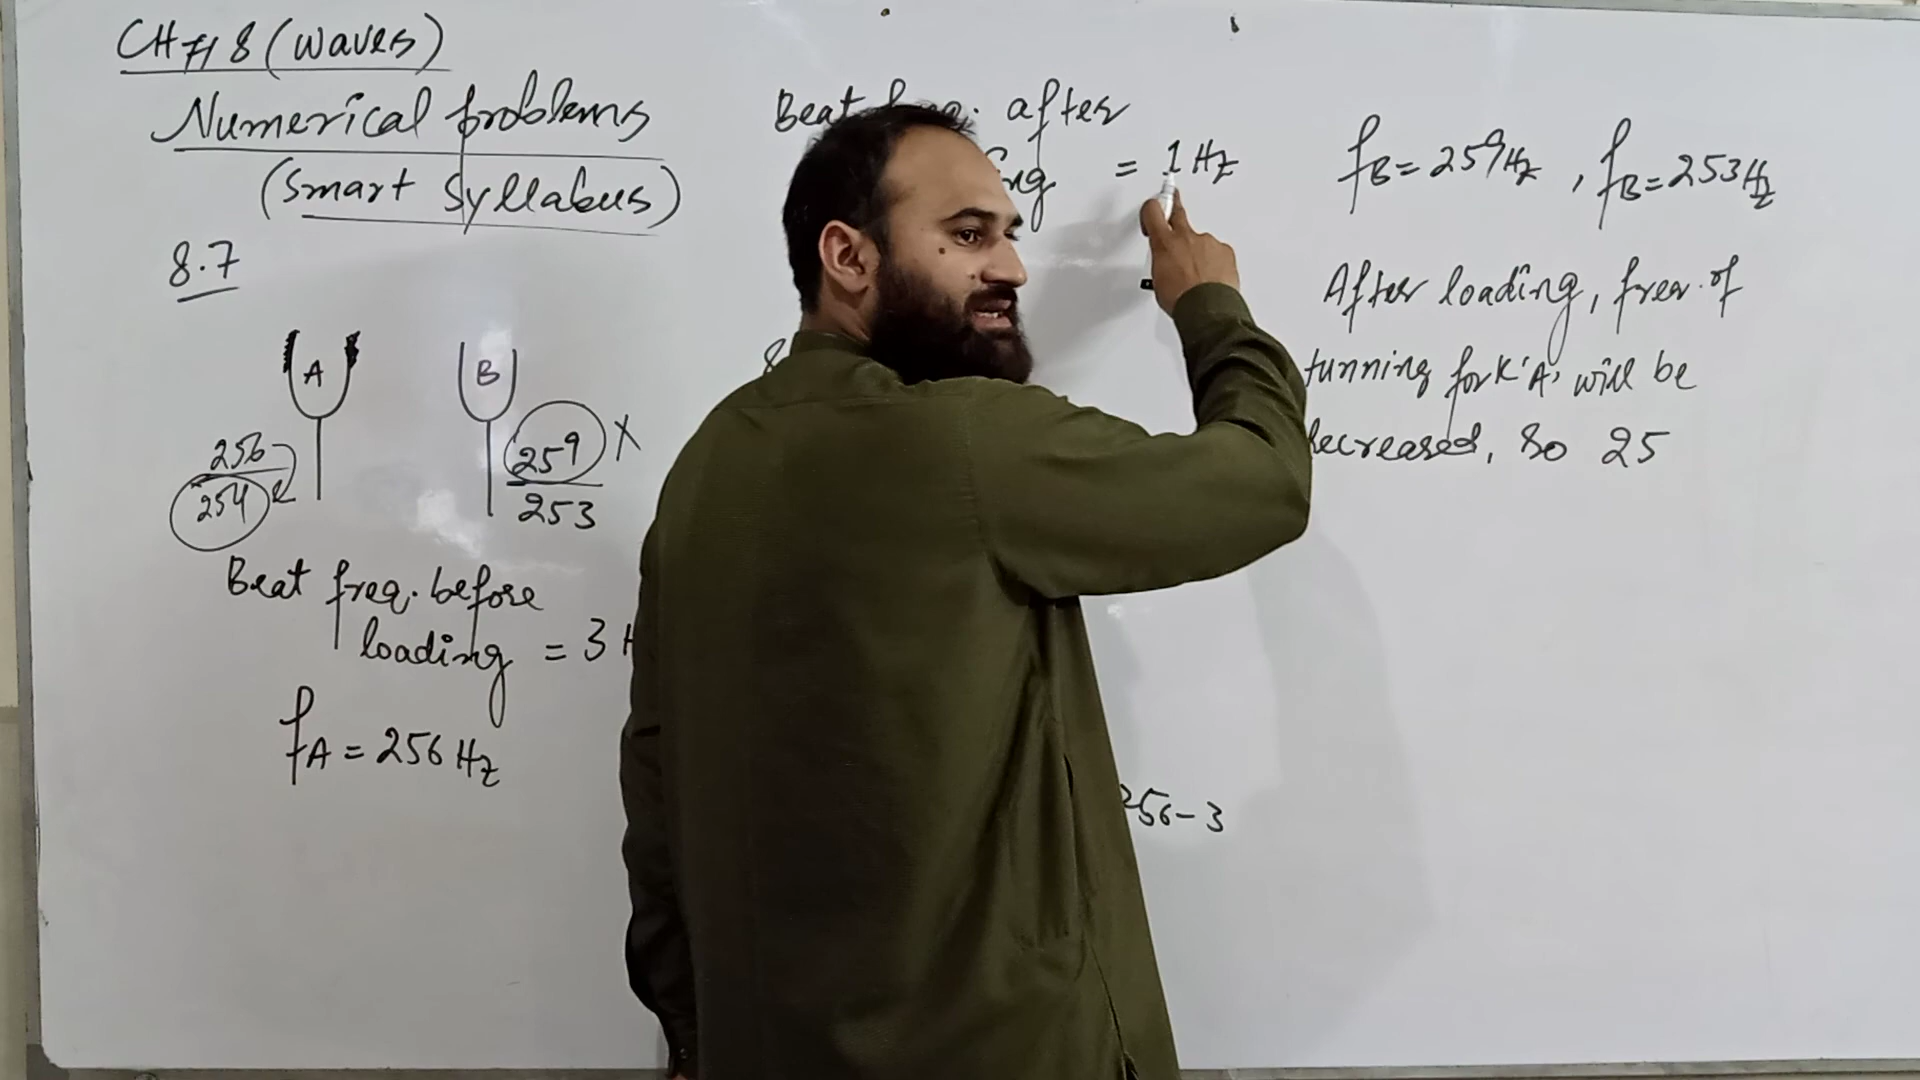 CH#8 (waves)
Numerical problems
(Smart Syllabus)
8.7
A
B
256
254
259 X
253
Beat freq. before
loading = 3
fA = 256 Hz
Beat after
= 1 Hz
256 - 3
fB = 259 Hz , fB = 253 Hz
After loading, freq. of
tunning fork 'A' will be
decreased, so 25